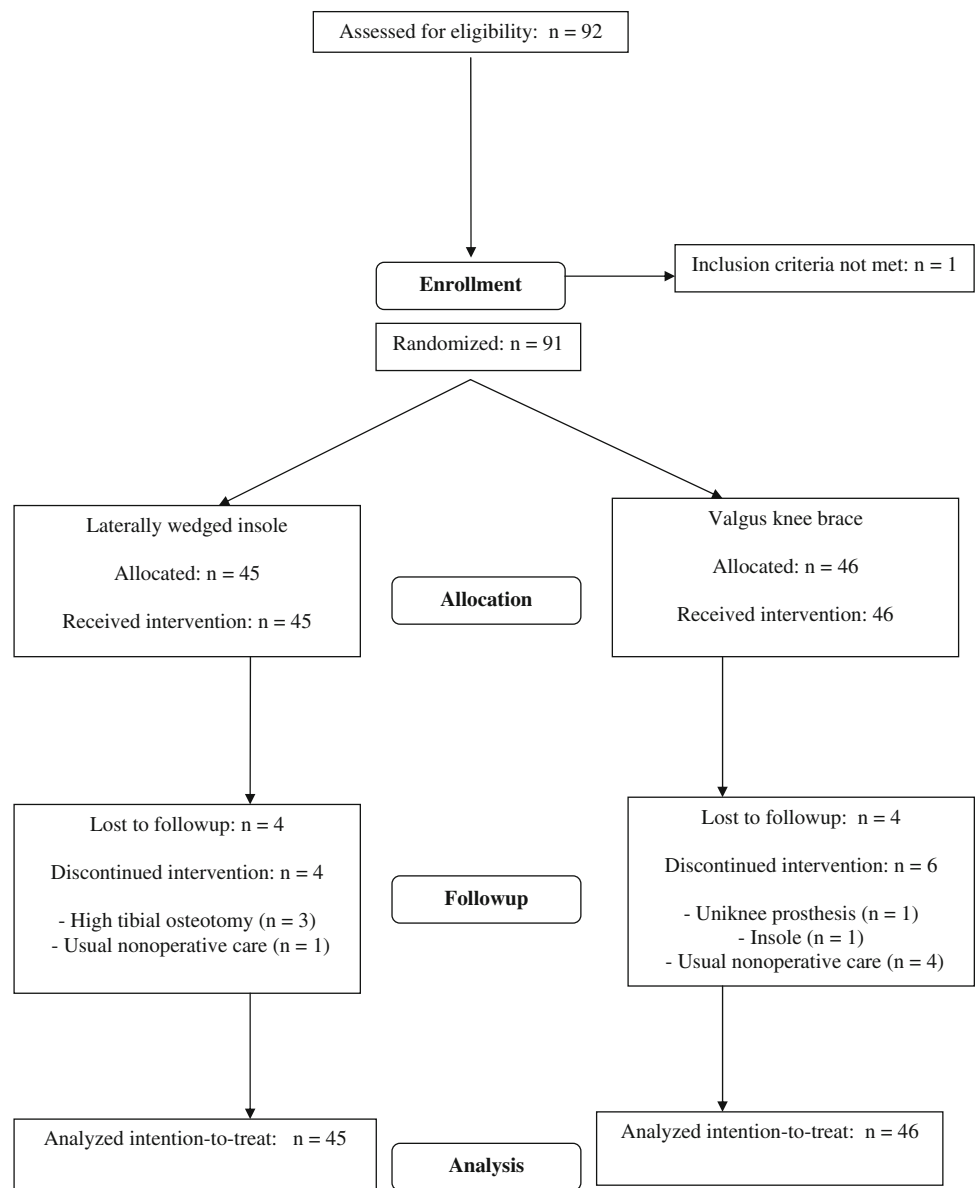 Assessed for eligibility: n = 92
Enrollment
Inclusion criteria not met: n = 1
Randomized: n = 91
Laterally wedged insole
Allocated: n = 45
Received intervention: n = 45
Valgus knee brace
Allocated: n = 46
Received intervention: 46
Allocation
Lost to followup: n = 4
Discontinued intervention: n = 4
- High tibial osteotomy (n = 3)
- Usual nonoperative care (n = 1)
Lost to followup: n = 4
Discontinued intervention: n = 6
- Uniknee prosthesis (n = 1)
- Insole (n = 1)
- Usual nonoperative care (n = 4)
Followup
Analyzed intention-to-treat: n = 45
Analyzed intention-to-treat: n = 46
Analysis